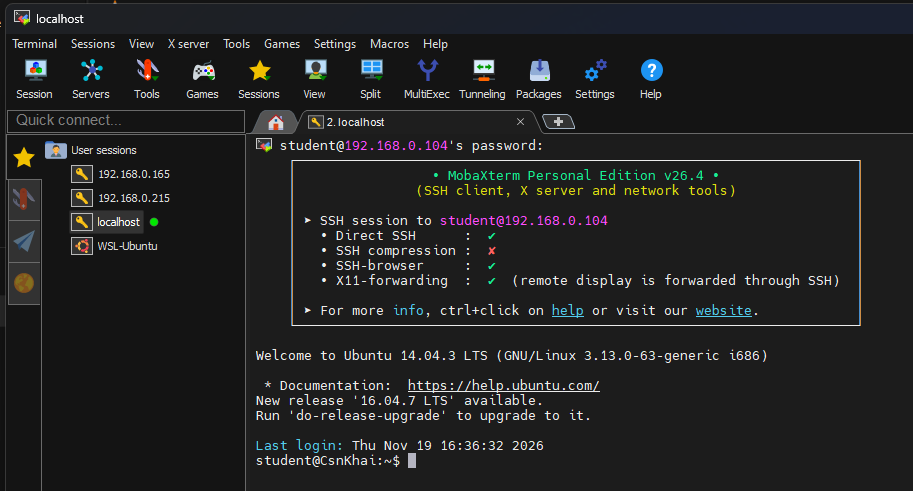 localhost
Terminal Sessions View X server Tools Games Settings Macros Help
Session Servers Tools Games Sessions View Split MultiExec Tunneling Packages Settings Help
Quick connect...
2. localhost
User sessions
192.168.0.165
192.168.0.215
localhost
WSL-Ubuntu
student@192.168.0.104's password:
• MobaXterm Personal Edition v26.4 •
(SSH client, X server and network tools)
➤ SSH session to student@192.168.0.104
• Direct SSH : ✔
• SSH compression : ✘
• SSH-browser : ✔
• X11-forwarding : ✔ (remote display is forwarded through SSH)
➤ For more info, ctrl+click on help or visit our website.
Welcome to Ubuntu 14.04.3 LTS (GNU/Linux 3.13.0-63-generic i686)
* Documentation: https://help.ubuntu.com/
New release '16.04.7 LTS' available.
Run 'do-release-upgrade' to upgrade to it.
Last login: Thu Nov 19 16:36:32 2026
student@CsnKhai:~$